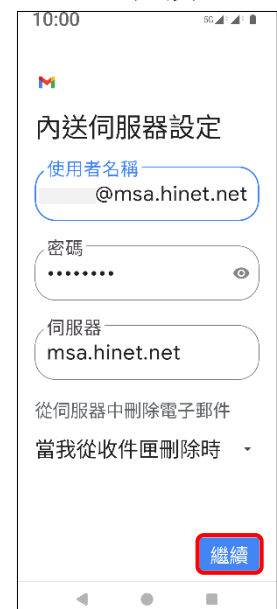 10:00
5G
內送伺服器設定
使用者名稱
@msa.hinet.net
密碼
••••••••
伺服器
msa.hinet.net
從伺服器中刪除電子郵件
當我從收件匣刪除時
繼續